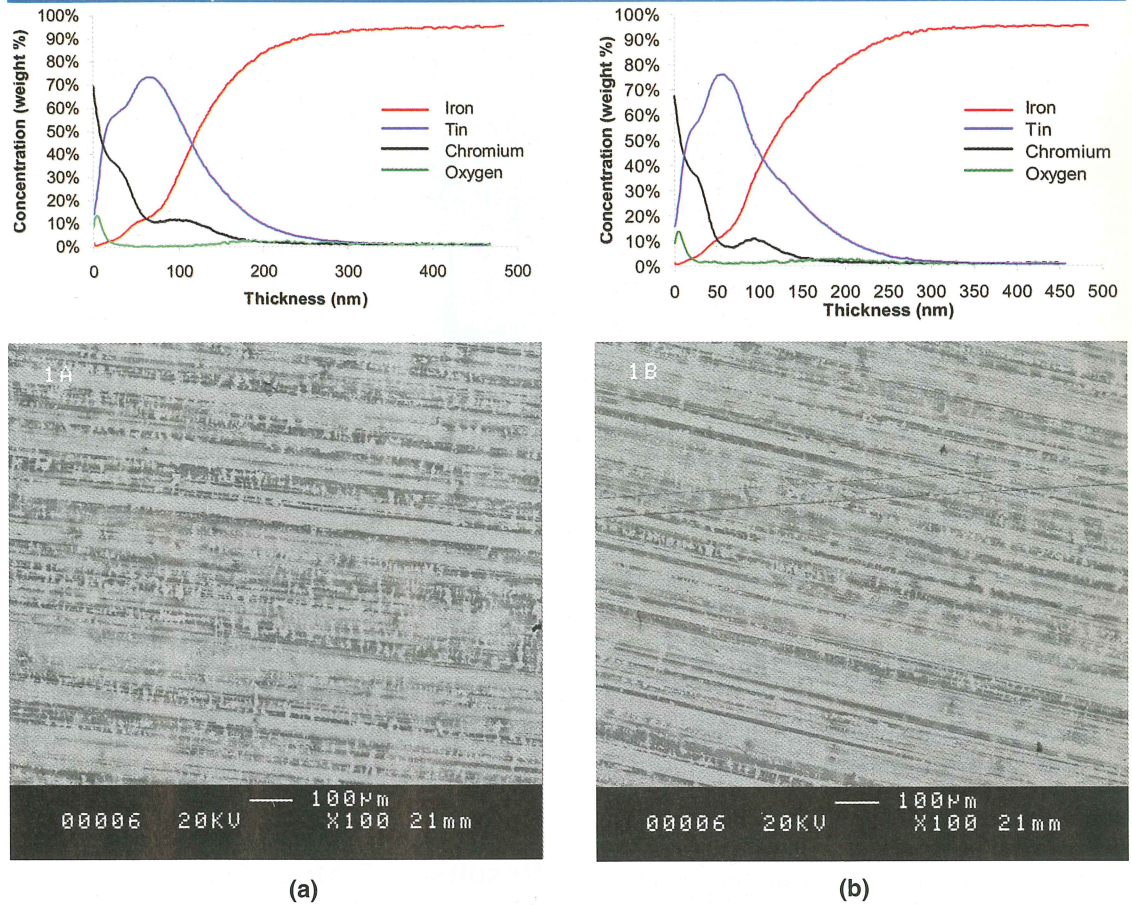 100%
90%
80%
70%
60%
50%
40%
30%
20%
10%
0%
Concentration (weight %)
Iron
Tin
Chromium
Oxygen
0 100 200 300 400 500
Thickness (nm)
100%
90%
80%
70%
60%
50%
40%
30%
20%
10%
0%
Concentration (weight %)
Iron
Tin
Chromium
Oxygen
0 50 100 150 200 250 300 350 400 450 500
Thickness (nm)
1A
100µm
00006 20KV X100 21mm
1B
100µm
00006 20KV X100 21mm
(a)
(b)